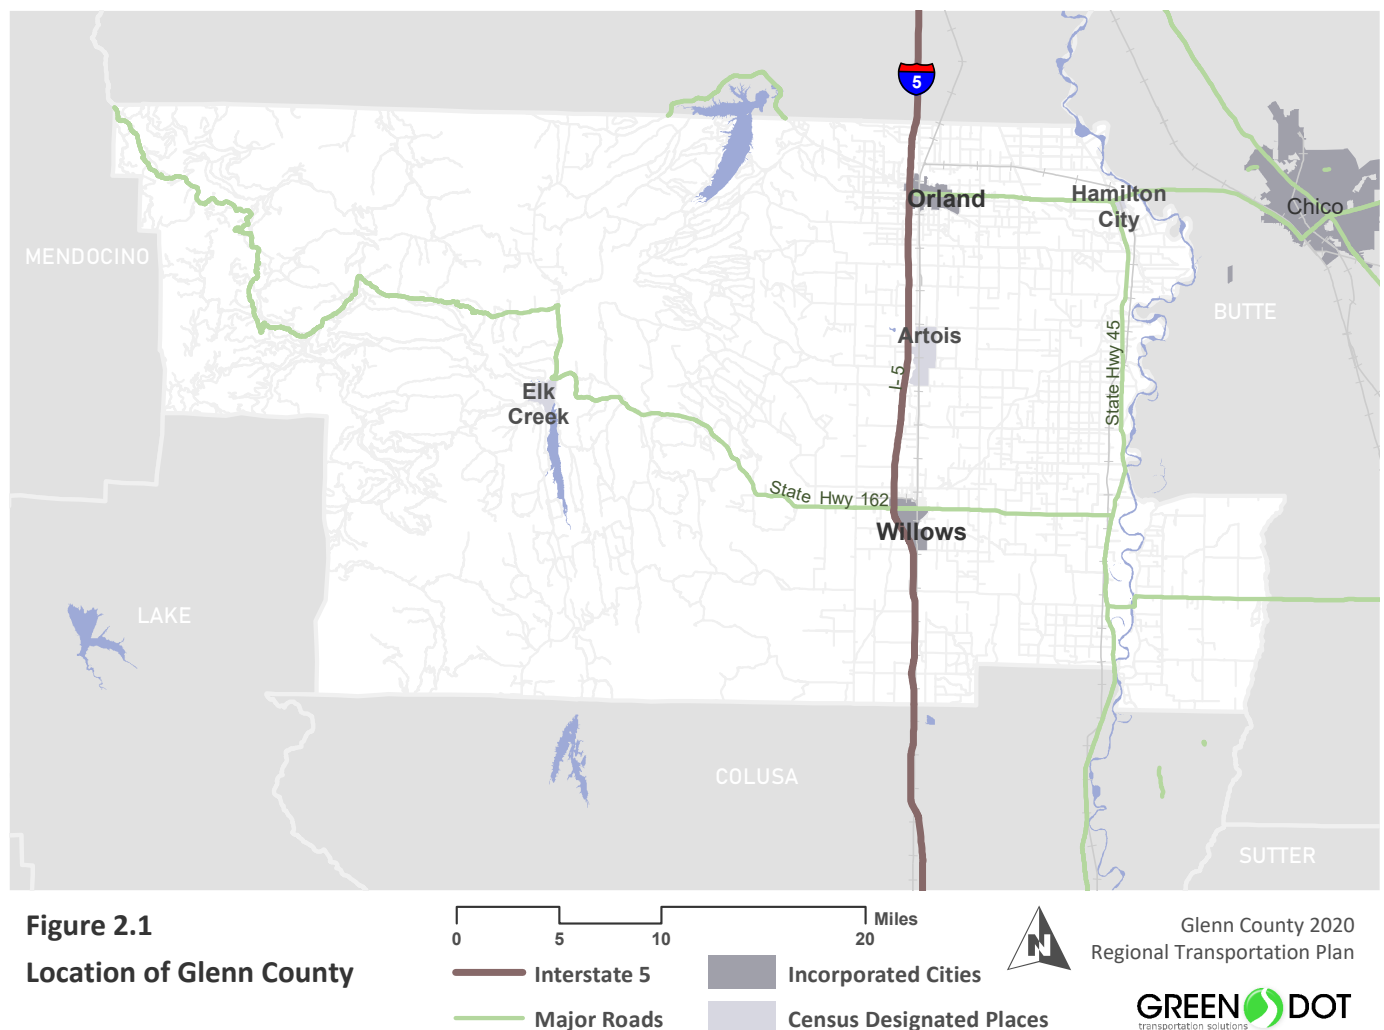 5
Orland
Hamilton
City
Chico
MENDOCINO
BUTTE
Artois
State Hwy 45
I- 5
Elk
Creek
State Hwy 162
Willows
LAKE
COLUSA
SUTTER
Figure 2.1
Location of Glenn County
Miles
0 5 10 20
Interstate 5
Major Roads
Incorporated Cities
Census Designated Places
N
Glenn County 2020
Regional Transportation Plan
GREEN DOT
transportation solutions